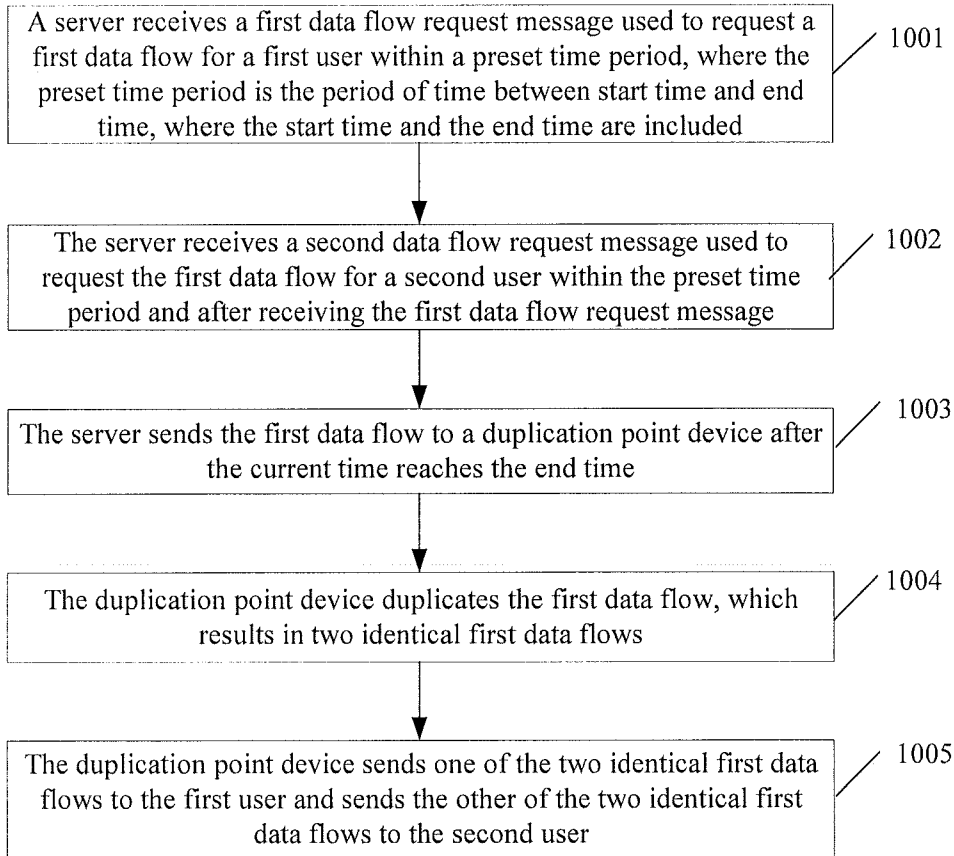 A server receives a first data flow request message used to request a
first data flow for a first user within a preset time period, where the
preset time period is the period of time between start time and end
time, where the start time and the end time are included
1001
The server receives a second data flow request message used to
request the first data flow for a second user within the preset time
period and after receiving the first data flow request message
1002
The server sends the first data flow to a duplication point device after
the current time reaches the end time
1003
The duplication point device duplicates the first data flow, which
results in two identical first data flows
1004
The duplication point device sends one of the two identical first data
flows to the first user and sends the other of the two identical first
data flows to the second user
1005